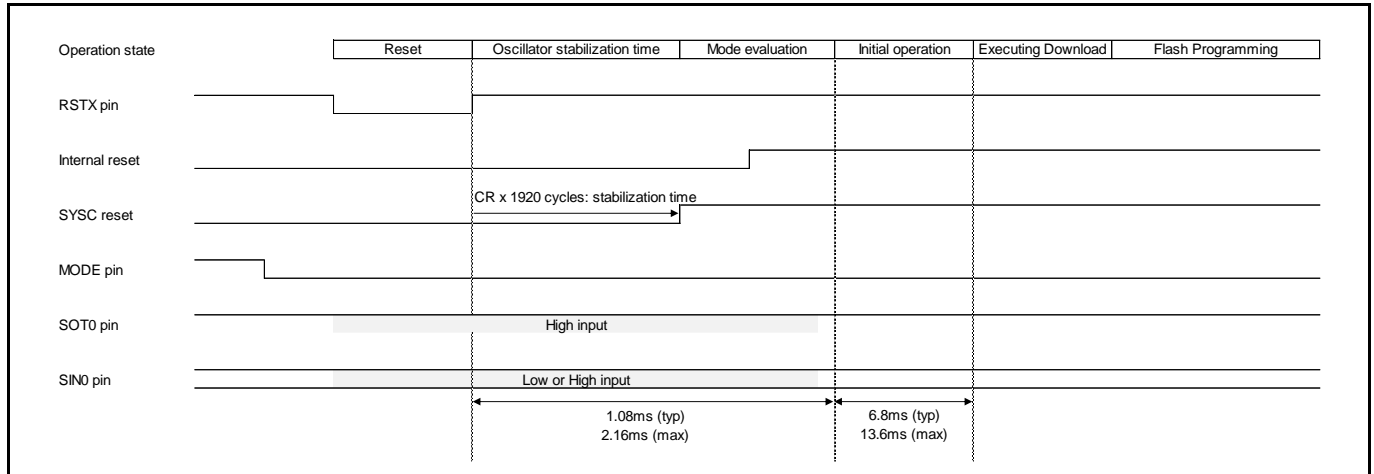 Operation state
Reset
Oscillator stabilization time
Mode evaluation
Initial operation
Executing Download
Flash Programming
RSTX pin
Internal reset
CR x 1920 cycles: stabilization time
SYSC reset
MODE pin
SOT0 pin
High input
SIN0 pin
Low or High input
1.08ms (typ)
2.16ms (max)
6.8ms (typ)
13.6ms (max)